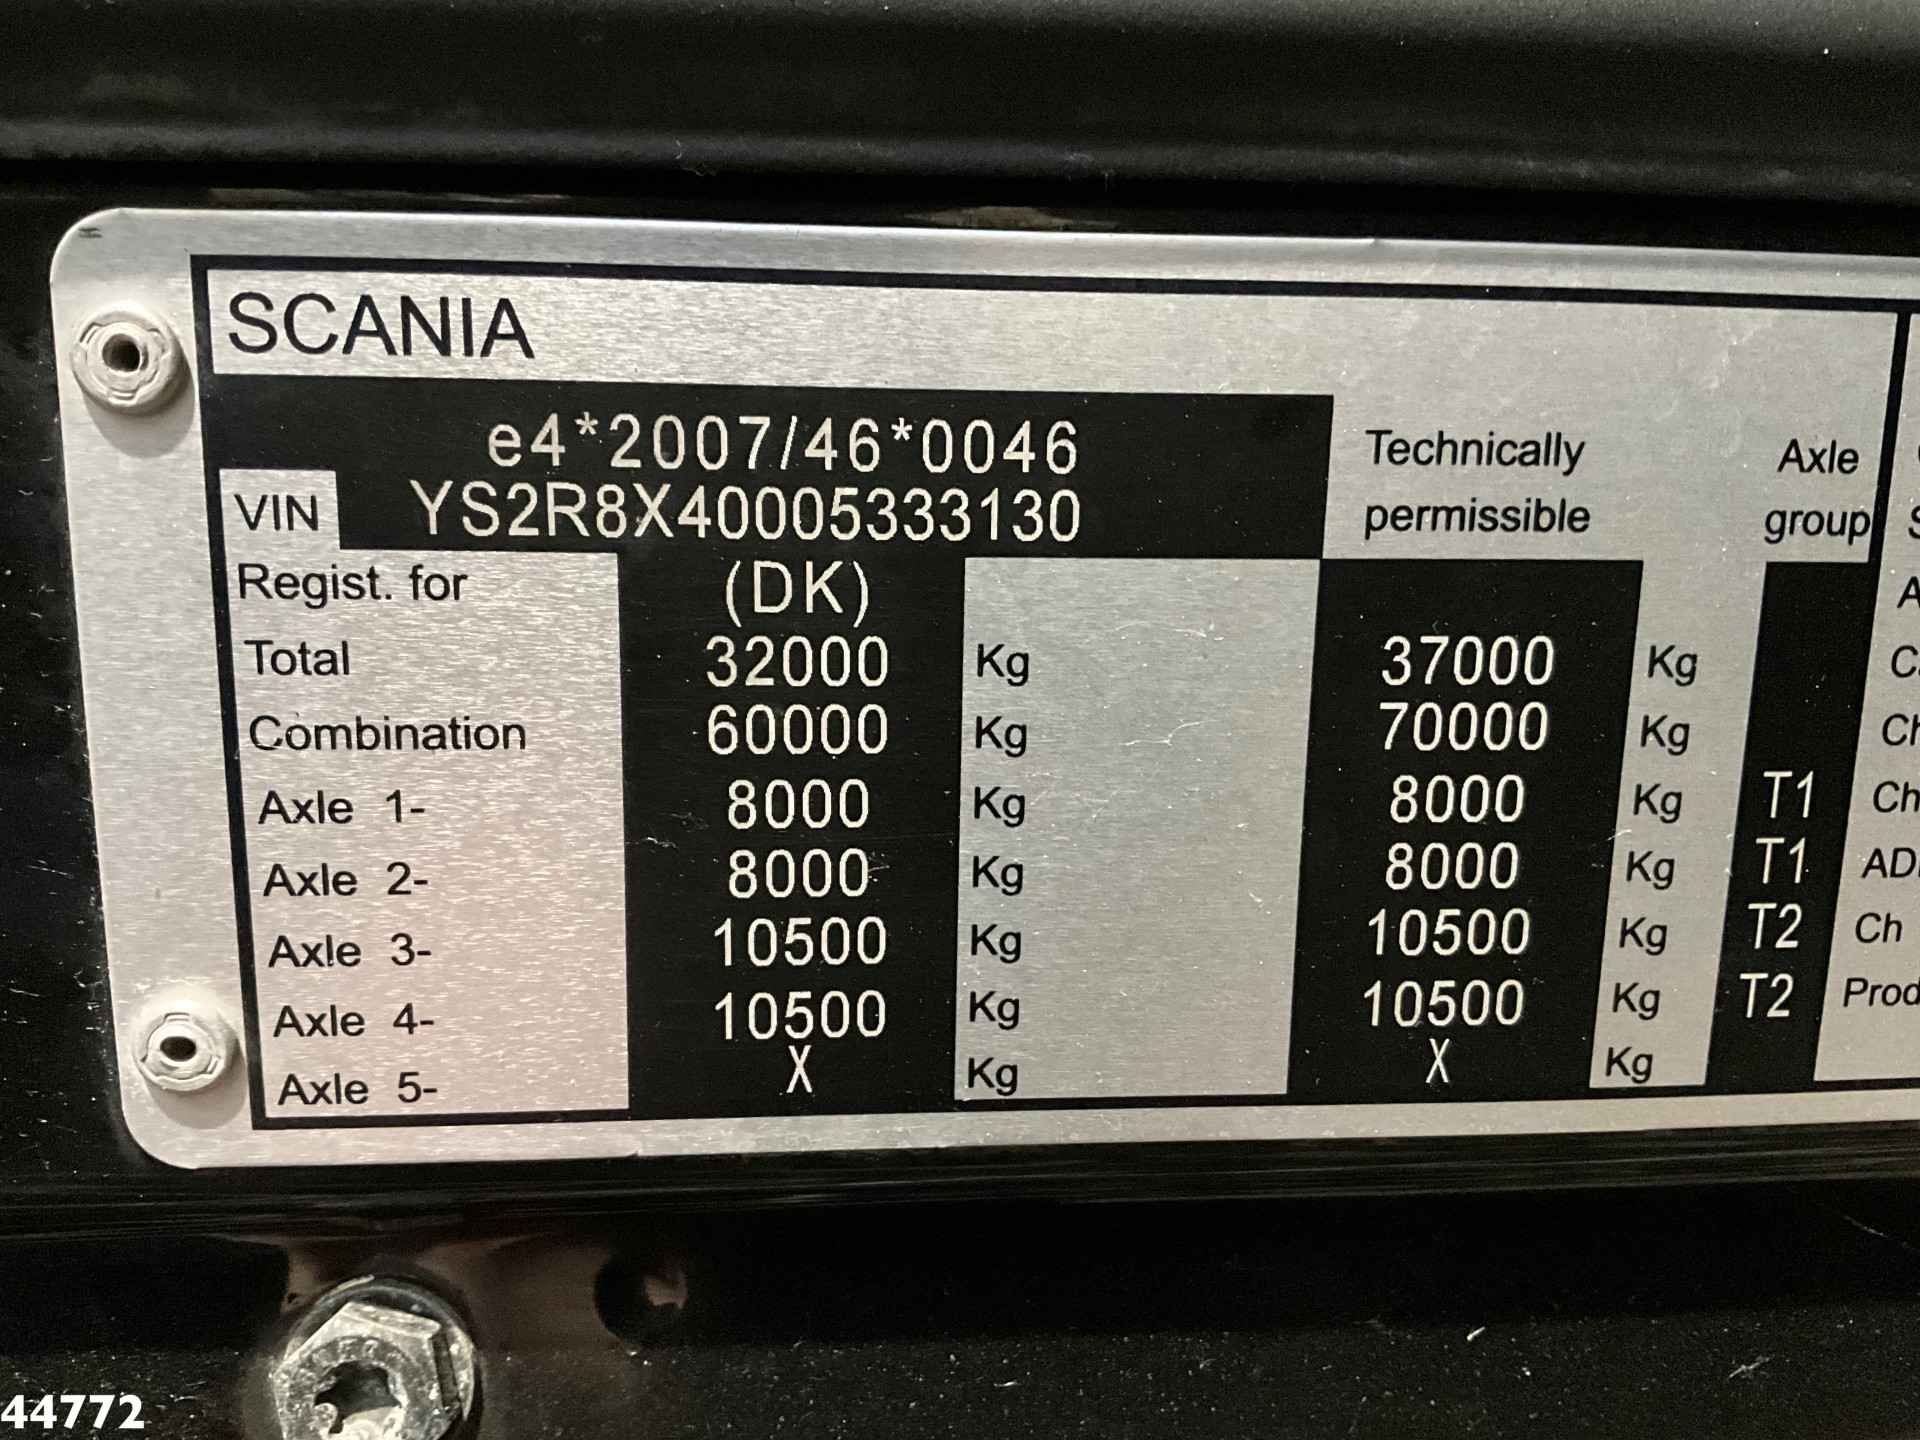 SCANIA
e4*2007/46*0046
Technically permissible
Axle group
VIN YS2R8X40005333130
Regist. for (DK)
Total 32000 Kg 37000 Kg
Combination 60000 Kg 70000 Kg
Axle 1- 8000 Kg 8000 Kg T1 Ch
Axle 2- 8000 Kg 8000 Kg T1
Axle 3- 10500 Kg 10500 Kg T2 Ch
Axle 4- 10500 Kg 10500 Kg T2 Prod
Axle 5- X Kg X Kg
44772